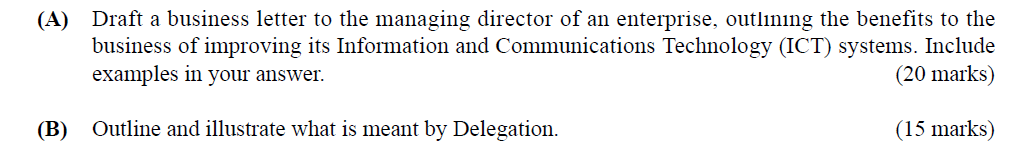 (A) Draft a business letter to the managing director of an enterprise, outlining the benefits to the
business of improving its Information and Communications Technology (ICT) systems. Include
examples in your answer. (20 marks)
(B) Outline and illustrate what is meant by Delegation. (15 marks)